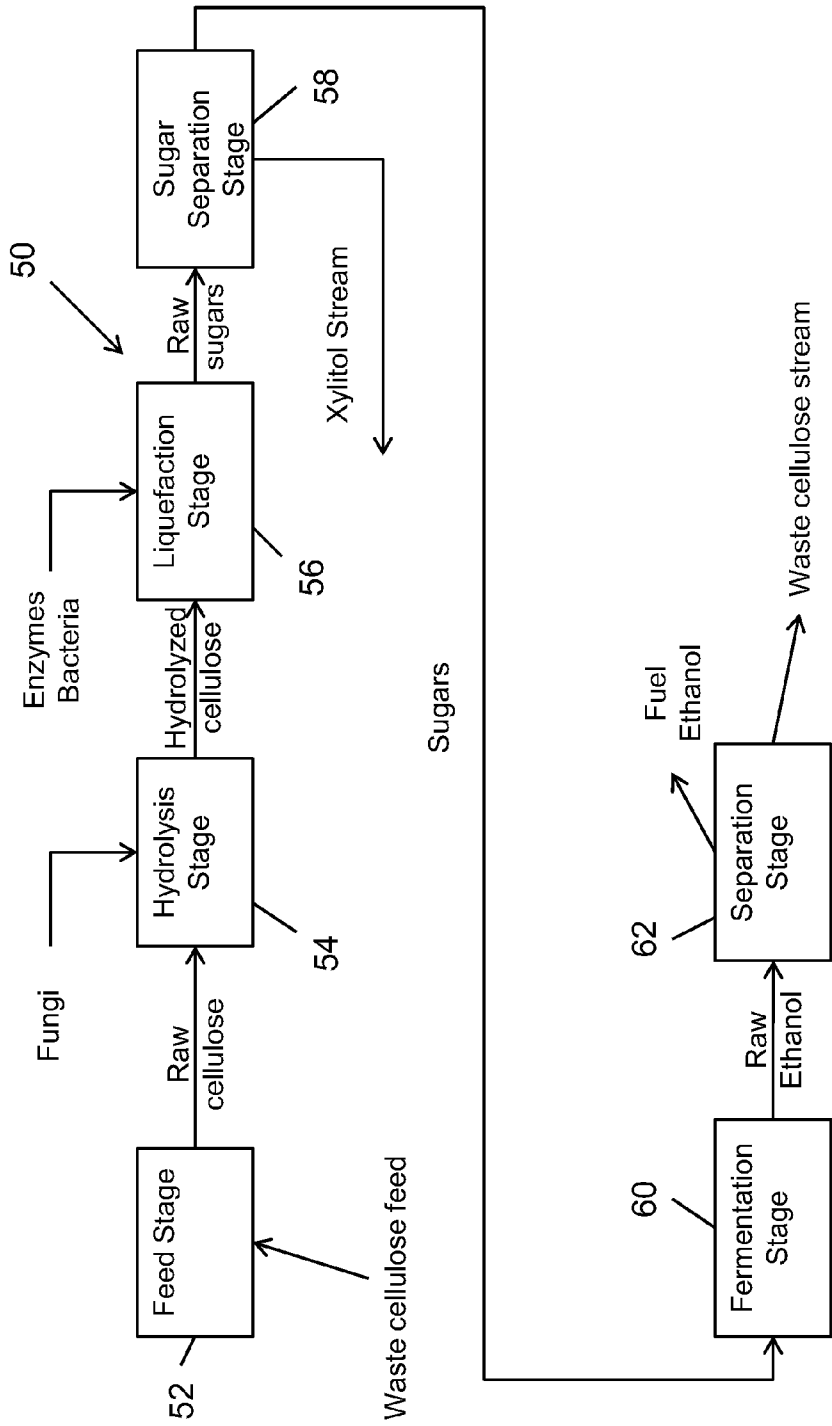 50
Fungi
Enzymes
Bacteria
Feed Stage
52
Waste cellulose feed
Raw
cellulose
Hydrolysis
Stage
54
Hydrolyzed
cellulose
Liquefaction
Stage
56
Raw
sugars
Sugar
Separation
Stage
58
Xylitol Stream
Sugars
60
Fermentation
Stage
Raw
Ethanol
62
Separation
Stage
Fuel
Ethanol
Waste cellulose stream